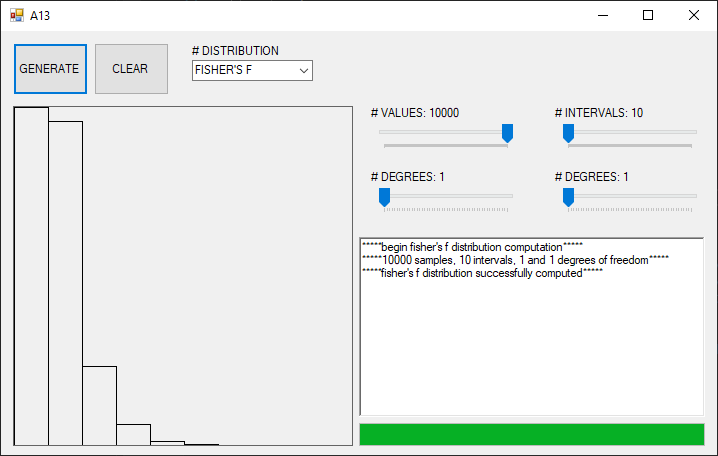 A13
GENERATE
CLEAR
# DISTRIBUTION
FISHER'S F
# VALUES: 10000
# INTERVALS: 10
# DEGREES: 1
# DEGREES: 1
*****begin fisher's f distribution computation*****
*****10000 samples, 10 intervals, 1 and 1 degrees of freedom*****
*****fisher's f distribution successfully computed*****